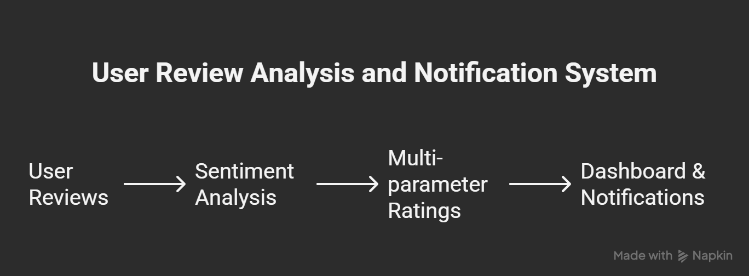 User Review Analysis and Notification System
User
Reviews
Sentiment
Analysis
Multi-
parameter
Ratings
Dashboard &
Notifications
Made with Napkin